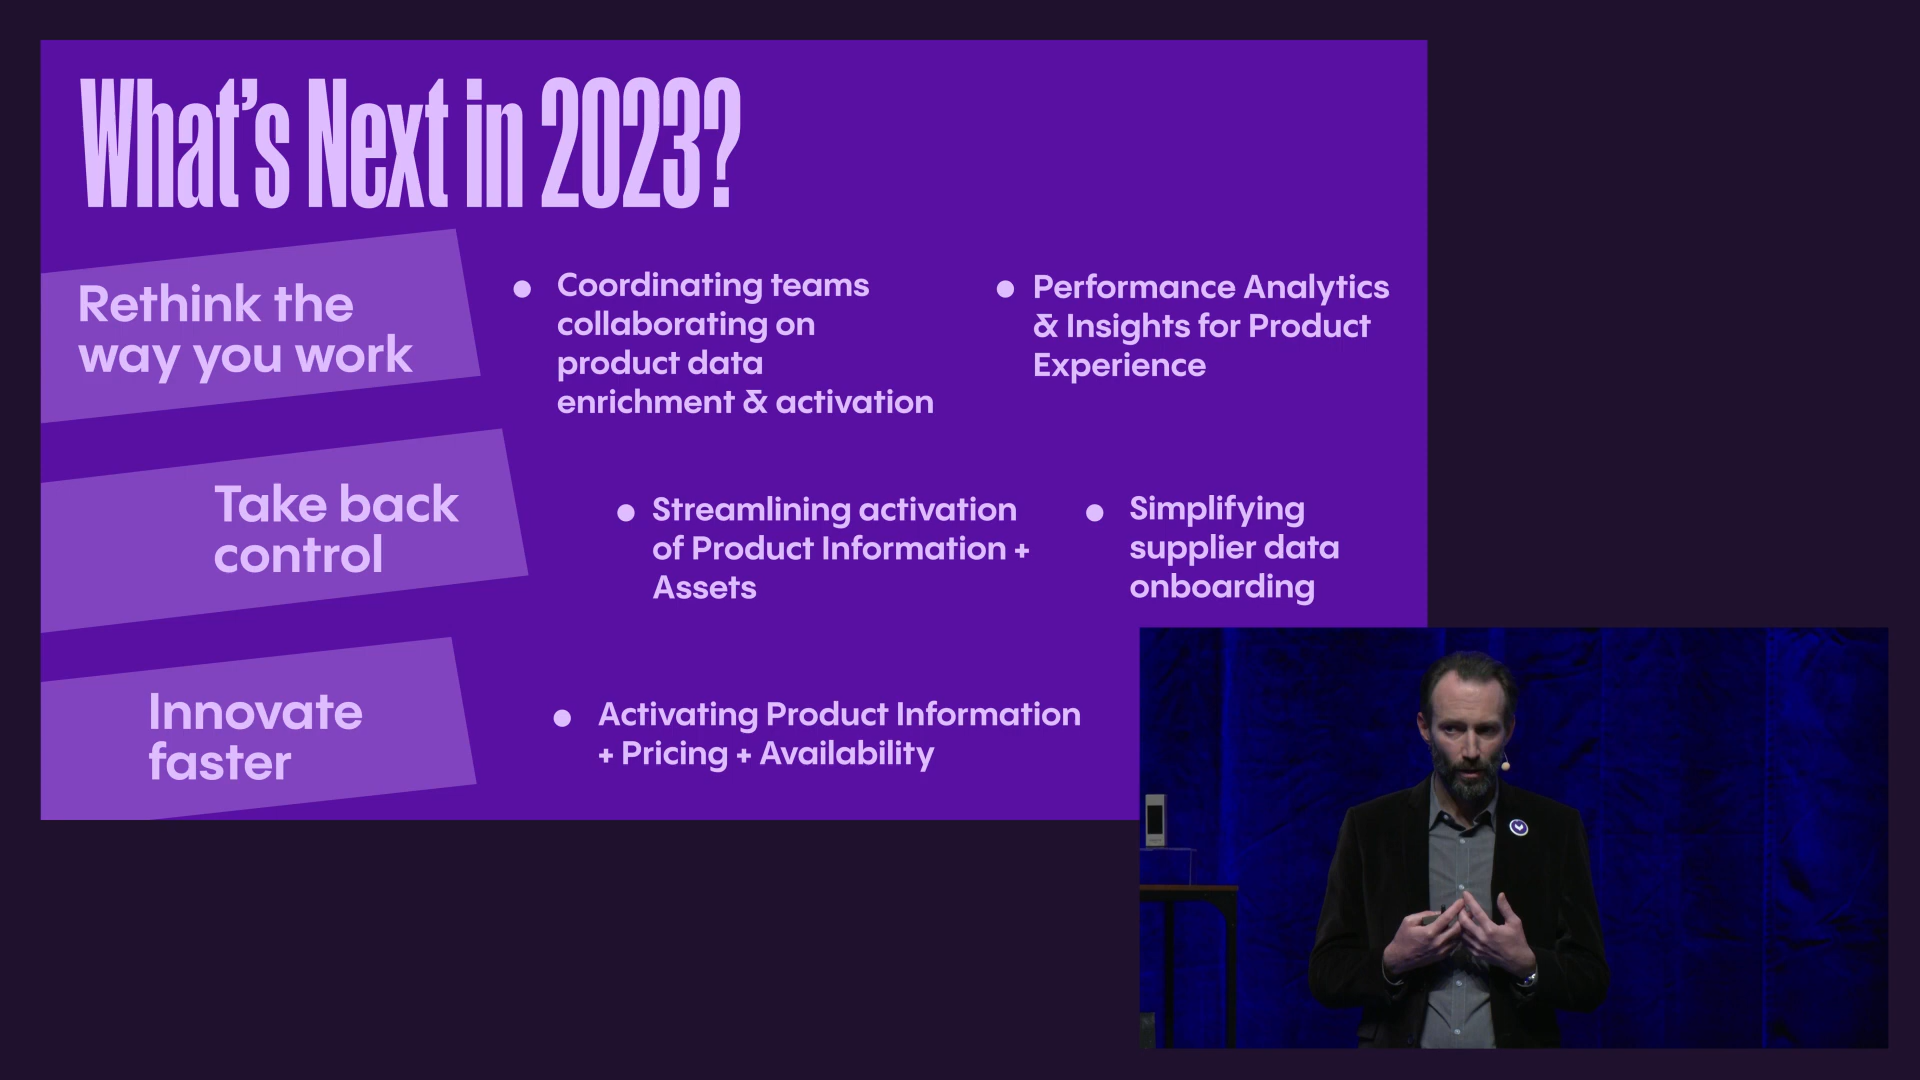 What's Next in 2023?
Rethink the
way you work
Coordinating teams
collaborating on
product data
enrichment & activation
Performance Analytics
& Insights for Product
Experience
Take back
control
Streamlining activation
of Product Information +
Assets
Simplifying
supplier data
onboarding
Innovate
faster
Activating Product Information
+ Pricing + Availability